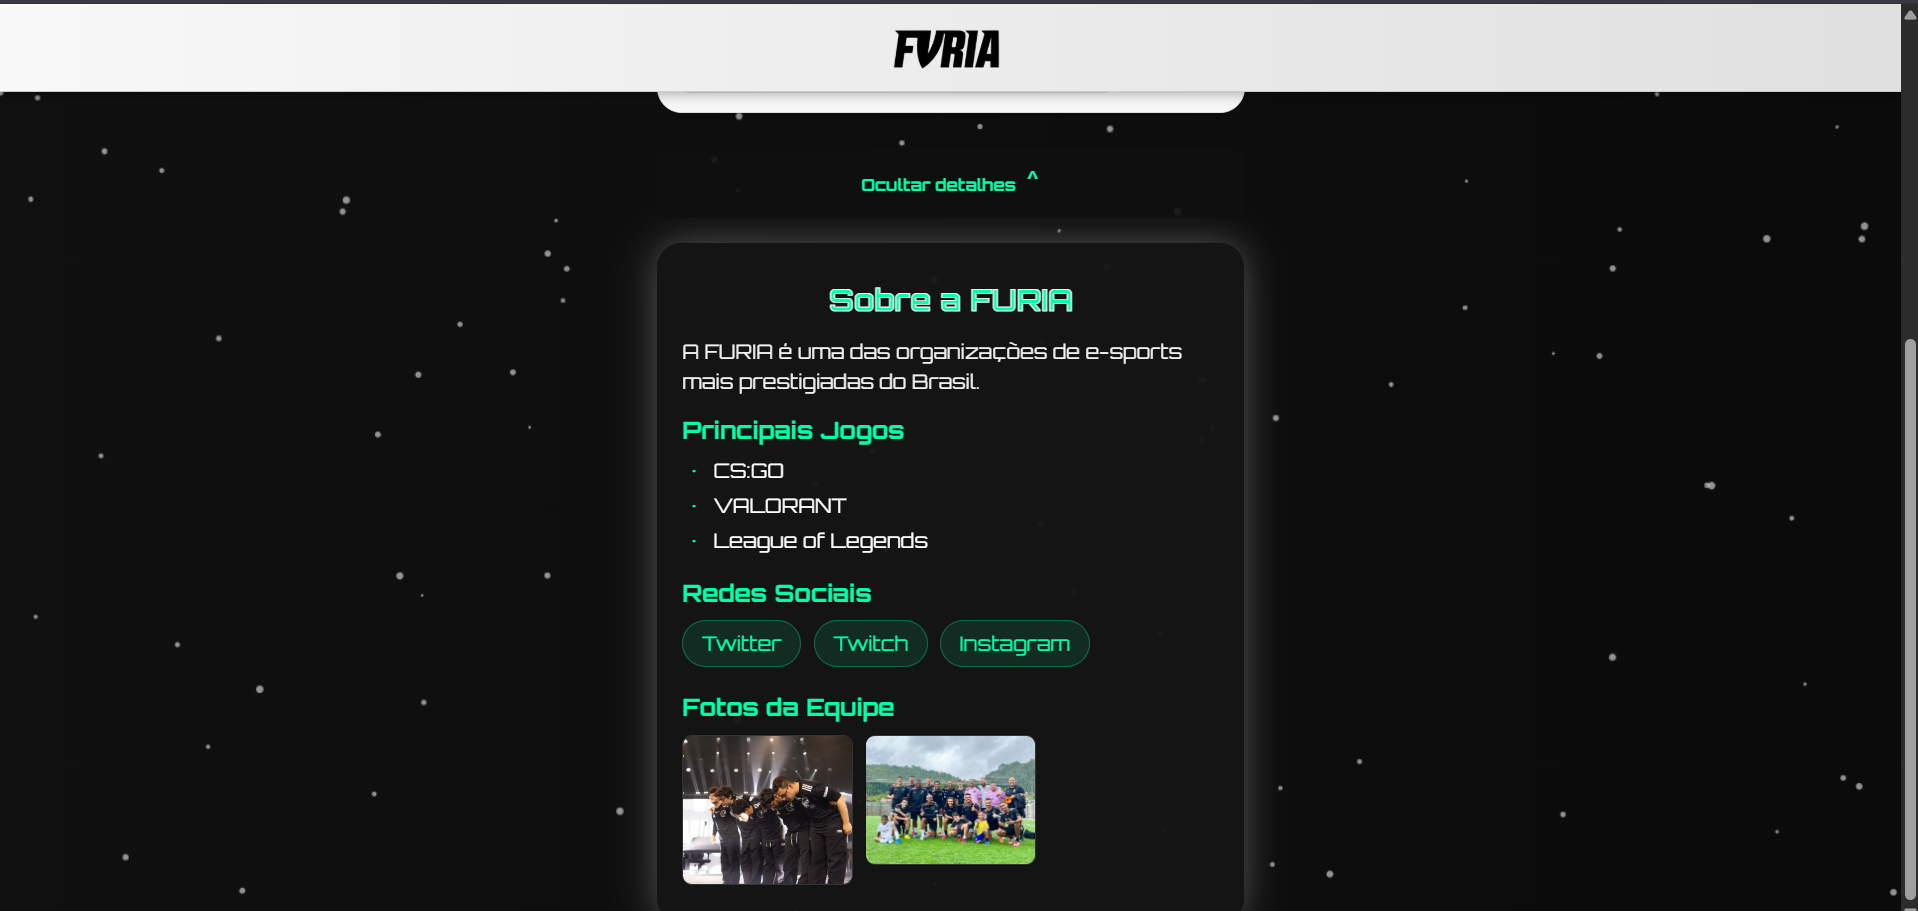 FURIA
Ocultar detalhes ^
Sobre a FURIA
A FURIA é uma das organizações de e-sports
mais prestigiadas do Brasil.
Principais Jogos
· CS:GO
· VALORANT
· League of Legends
Redes Sociais
Twitter Twitch Instagram
Fotos da Equipe